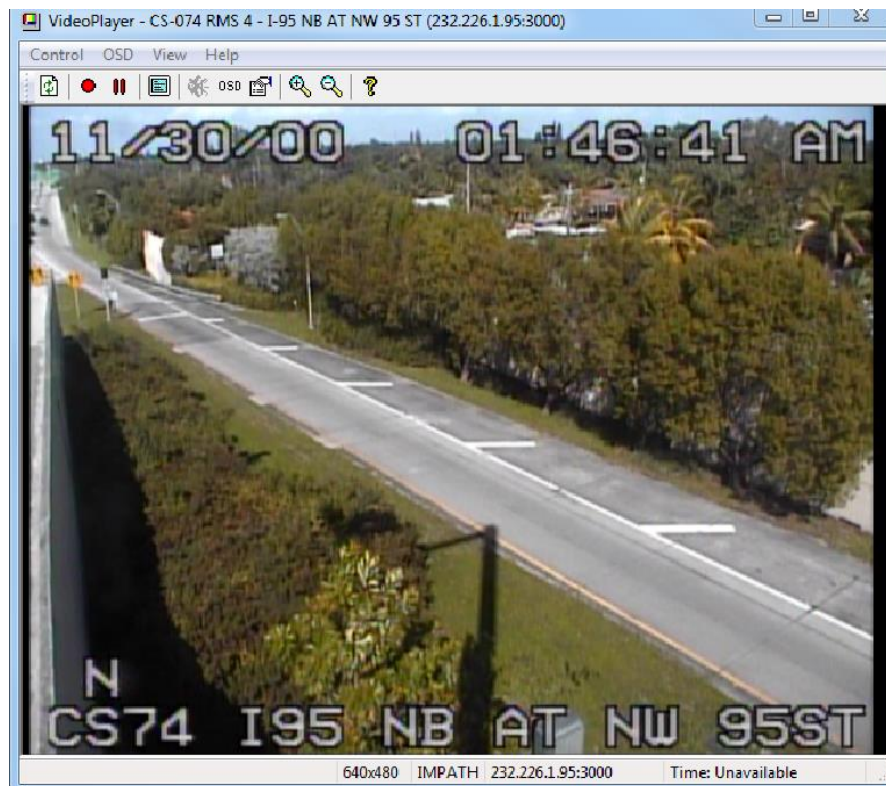 VideoPlayer - CS-074 RMS 4 - I-95 NB AT NW 95 ST (232.226.1.95:3000)
Control OSD View Help
OSD
11/30/00 01:46:41 AM
N
CS74 I95 NB AT NW 95ST
640x480 IMPATH 232.226.1.95:3000 Time: Unavailable